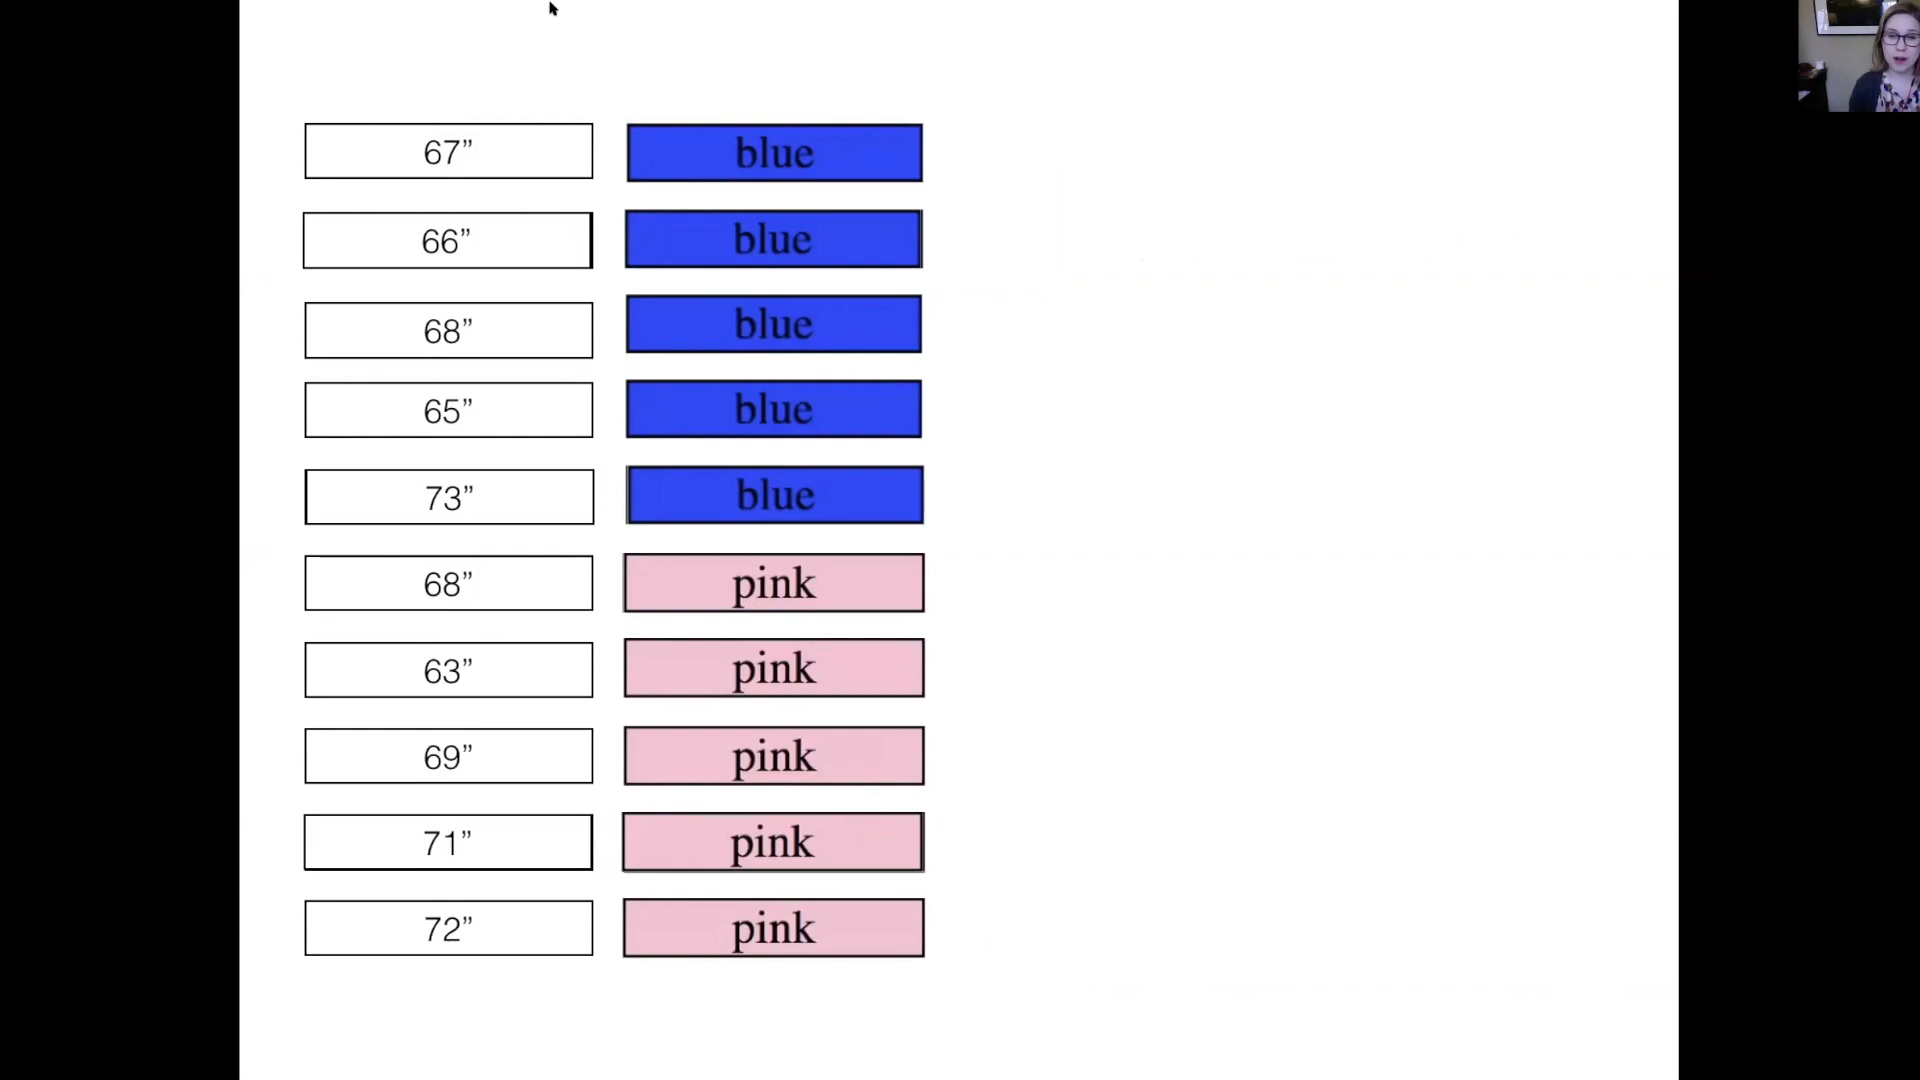 67” blue
66” blue
68” blue
65” blue
73” blue
68” pink
63” pink
69” pink
71” pink
72” pink